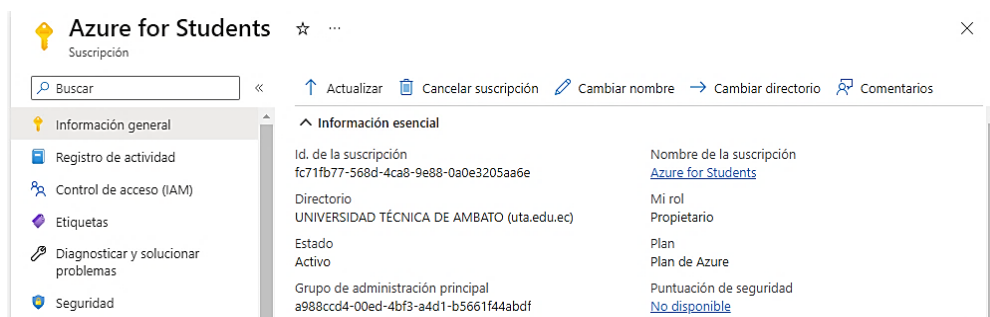 Azure for Students
Suscripción
Buscar
Actualizar Cancelar suscripción Cambiar nombre Cambiar directorio Comentarios
Información general
Registro de actividad
Control de acceso (IAM)
Etiquetas
Diagnosticar y solucionar
problemas
Seguridad
Información esencial
Id. de la suscripción
fc71fb77-568d-4ca8-9e88-0a0e3205aa6e
Directorio
UNIVERSIDAD TÉCNICA DE AMBATO (uta.edu.ec)
Estado
Activo
Grupo de administración principal
a988ccd4-00ed-4bf3-a4d1-b5661f44abdf
Nombre de la suscripción
Azure for Students
Mi rol
Propietario
Plan
Plan de Azure
Puntuación de seguridad
No disponible